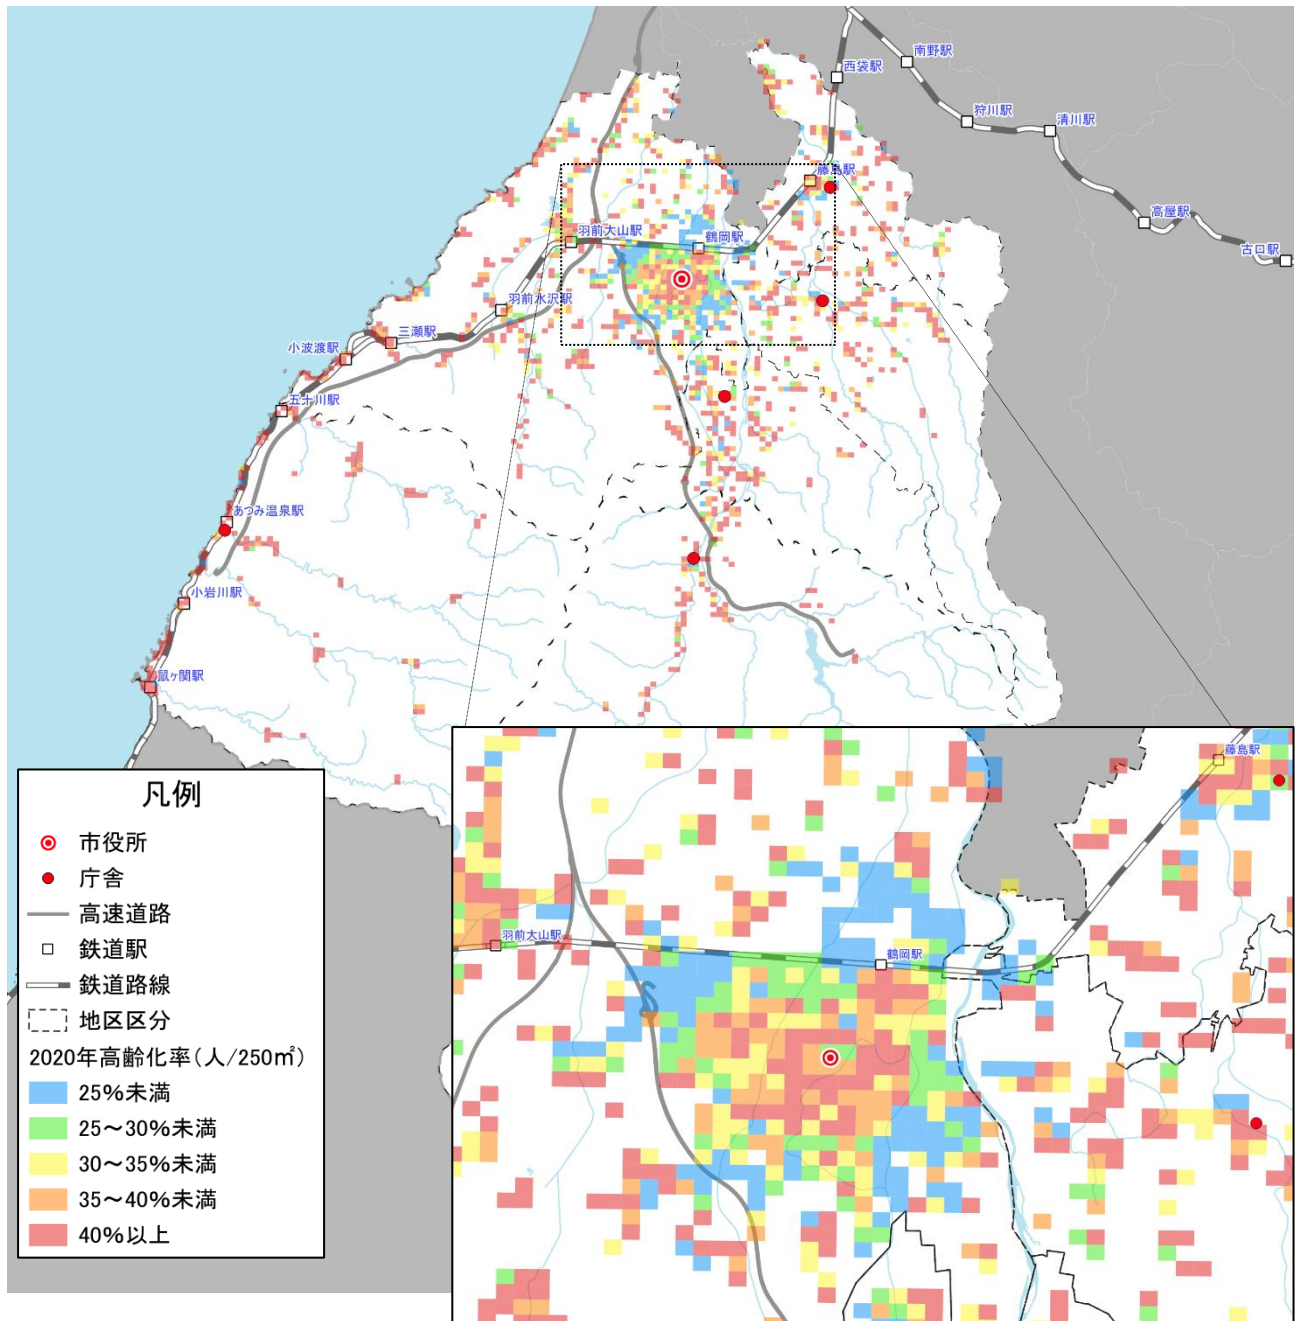 南野駅
西袋駅
狩川駅
清川駅
藤島駅
高屋駅
古口駅
羽前大山駅
鶴岡駅
羽前水沢駅
三瀬駅
小波渡駅
五十川駅
あつみ温泉駅
小岩川駅
鼠ヶ関駅
凡例
市役所
庁舎
高速道路
鉄道駅
鉄道路線
地区区分
2020年高齢化率(人/250㎡)
25%未満
25~30%未満
30~35%未満
35~40%未満
40%以上
藤島駅
羽前大山駅
鶴岡駅